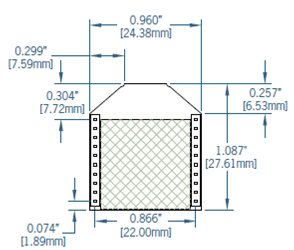 0.960"
[24.38mm]
0.299"
[7.59mm]
0.304"
[7.72mm]
0.257"
[6.53mm]
1.087"
[27.61mm]
0.074"
[1.89mm]
0.866"
[22.00mm]